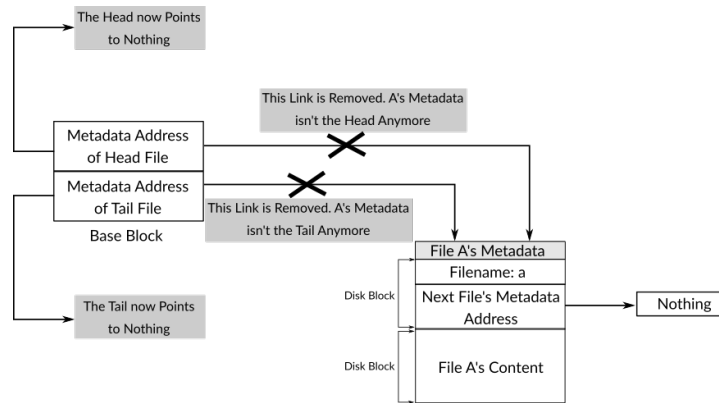 The Head now Points
to Nothing
This Link is Removed. A's Metadata
isn't the Head Anymore
Metadata Address
of Head File
Metadata Address
of Tail File
Base Block
This Link is Removed. A's Metadata
isn't the Tail Anymore
File A's Metadata
Filename: a
Disk Block
Next File's Metadata
Address
Nothing
The Tail now Points
to Nothing
Disk Block
File A's Content